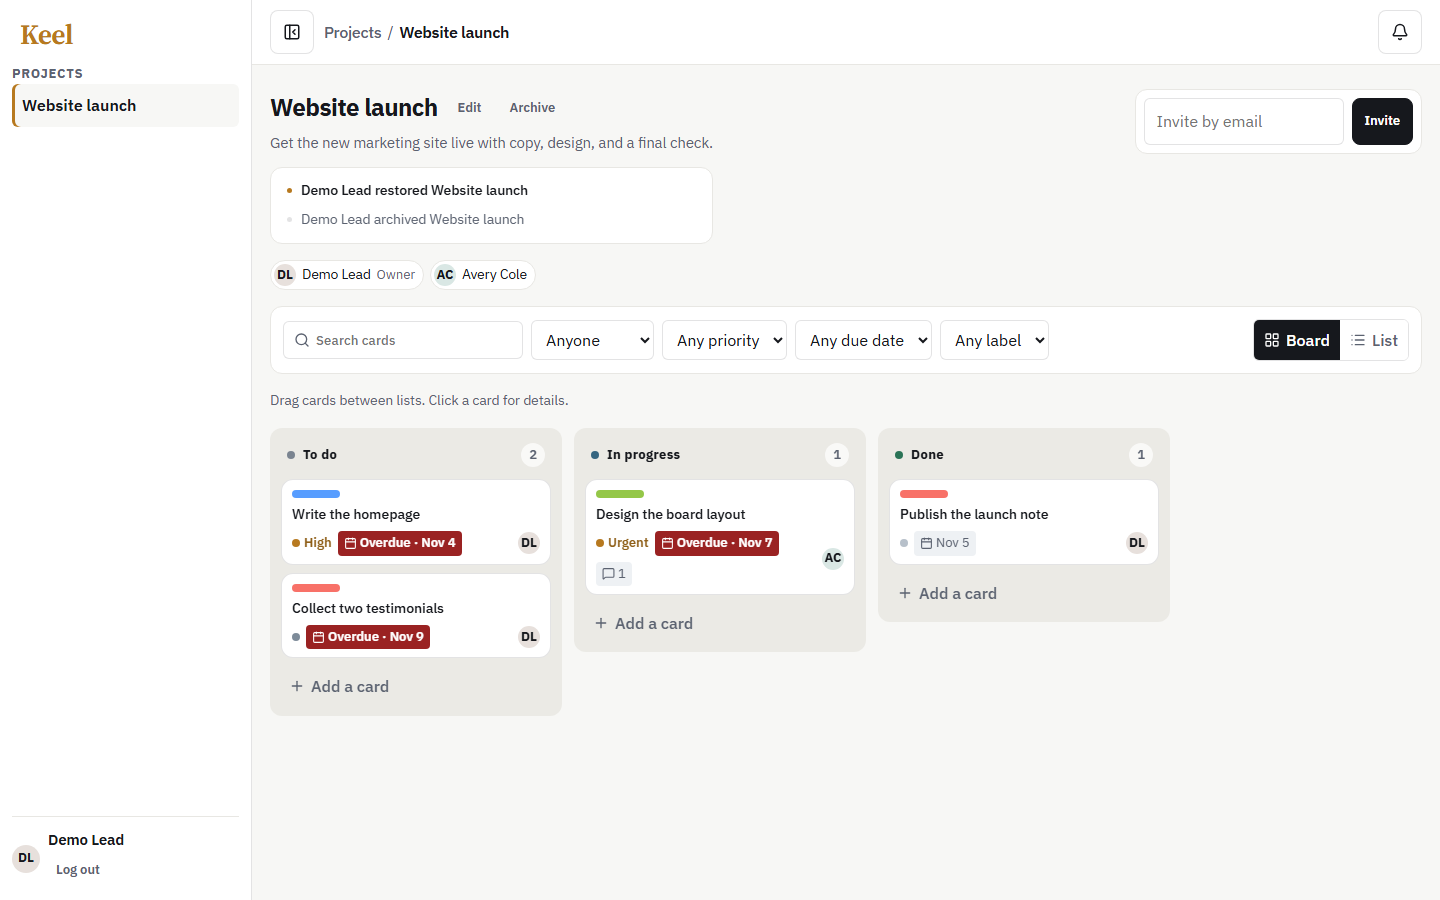 Keel
PROJECTS
Website launch
Projects / Website launch
Website launch Edit Archive
Get the new marketing site live with copy, design, and a final check.
Invite by email Invite
Demo Lead restored Website launch
Demo Lead archived Website launch
DL Demo Lead Owner AC Avery Cole
Search cards Anyone Any priority Any due date Any label Board List
Drag cards between lists. Click a card for details.
To do 2
Write the homepage
High Overdue · Nov 4 DL
Collect two testimonials
Overdue · Nov 9 DL
+ Add a card
In progress 1
Design the board layout
Urgent Overdue · Nov 7
1
AC
+ Add a card
Done 1
Publish the launch note
Nov 5 DL
+ Add a card
DL Demo Lead
Log out